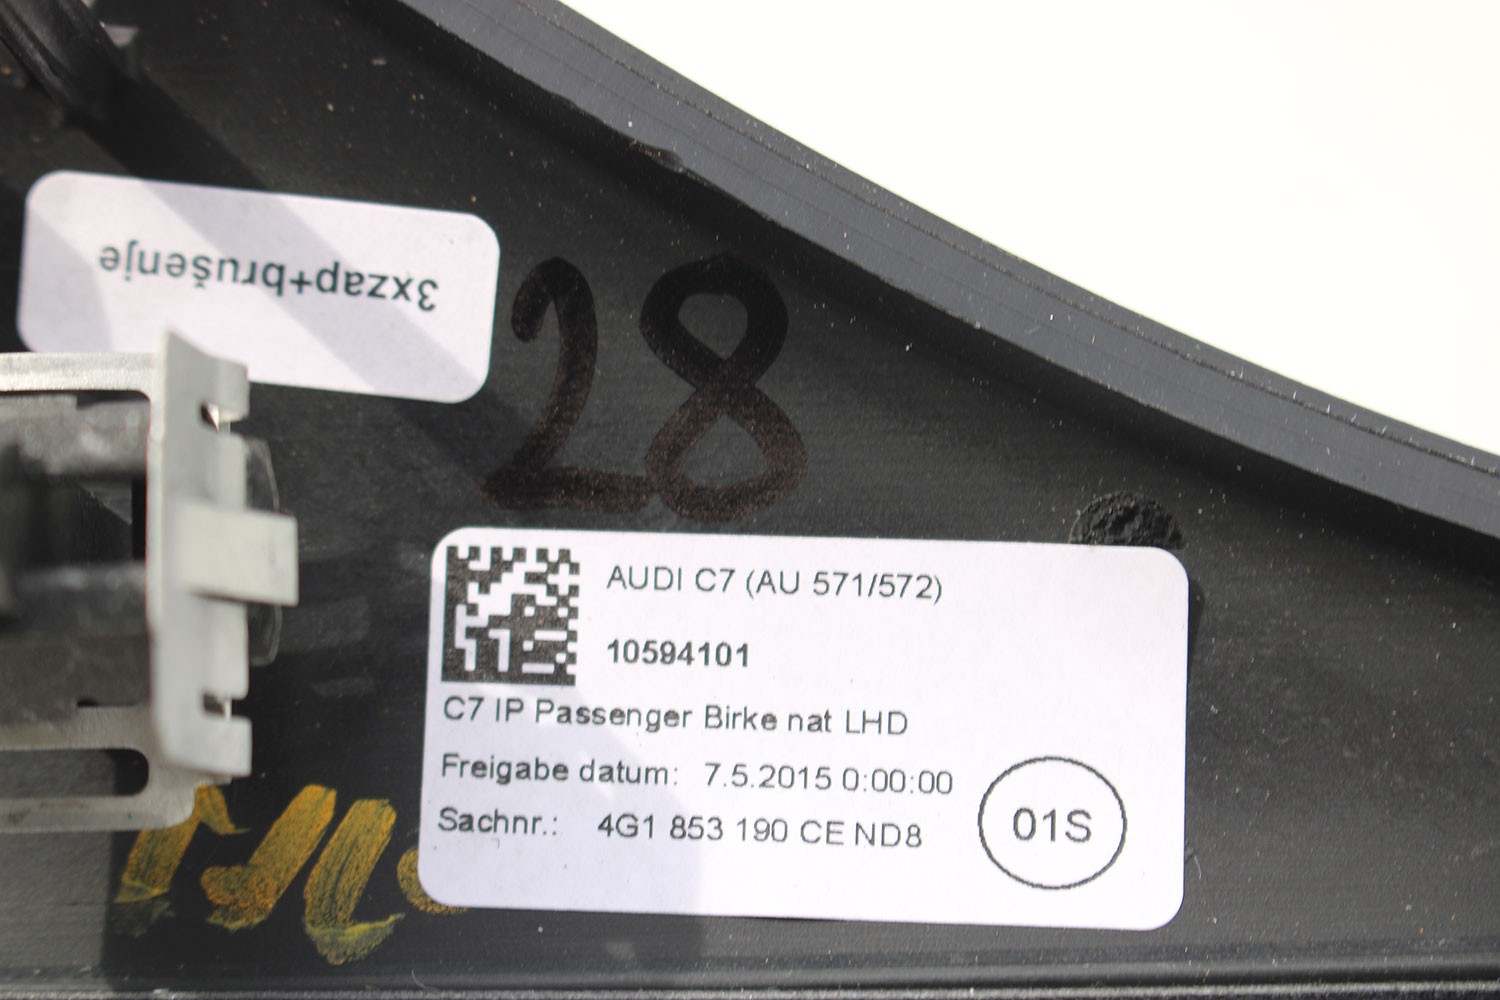 3xzap+brušenje
28
AUDI C7 (AU 571/572)
10594101
C7 IP Passenger Birke nat LHD
Freigabe datum: 7.5.2015 0:00:00
Sachnr.: 4G1 853 190 CE ND8
01S